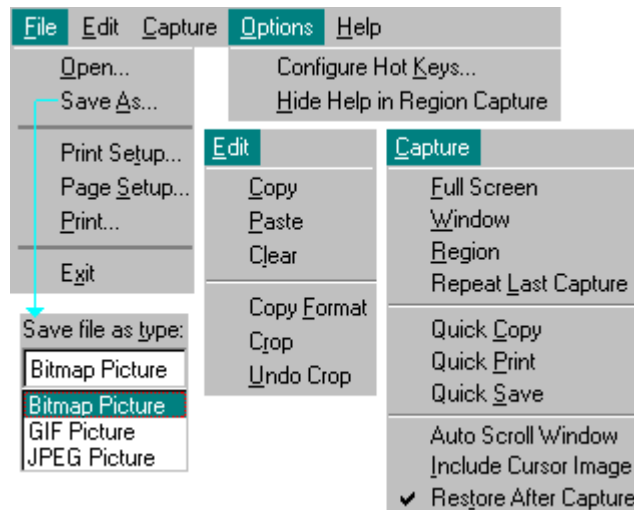 File Edit Capture Options Help
Open...
Save As...
Print Setup...
Page Setup...
Print...
Exit
Configure Hot Keys...
Hide Help in Region Capture
Edit
Copy
Paste
Clear
Copy Format
Crop
Undo Crop
Capture
Full Screen
Window
Region
Repeat Last Capture
Quick Copy
Quick Print
Quick Save
Auto Scroll Window
Include Cursor Image
Restore After Capture
Save file as type:
Bitmap Picture
Bitmap Picture
GIF Picture
JPEG Picture